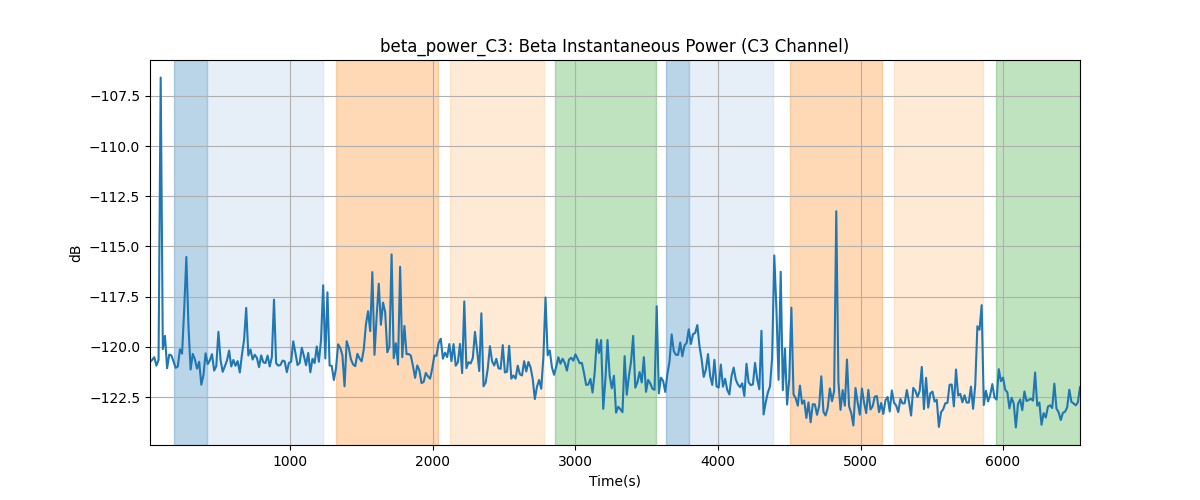 beta_power_C3: Beta Instantaneous Power (C3 Channel)
dB
−107.5
−110.0
−112.5
−115.0
−117.5
−120.0
−122.5
1000 2000 3000 4000 5000 6000
Time(s)